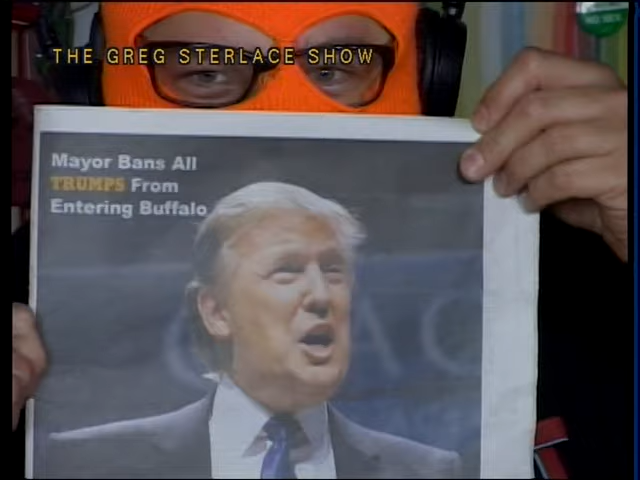 THE GREG STERLACE SHOW
Mayor Bans All
TRUMPS From
Entering Buffalo